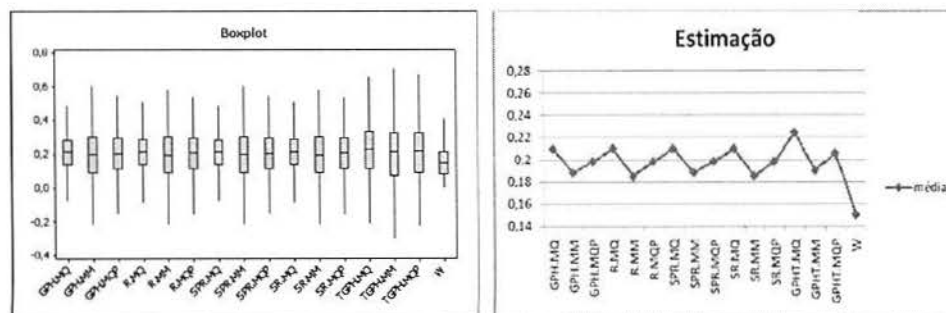 Boxplot
0,8
0,6
0,4
0,2
0,0
-0,2
-0,4
GPH.MQ
GPH.MM
GPH.MQP
R.MQ
R.MM
R.MQP
SPR.MQ
SPR.MM
SPR.MQP
SR.MQ
SR.MM
SR.MQP
TGPH.MQ
TGPH.MM
TGPH.MQP
W
Estimação
0,28
0,26
0,24
0,22
0,2
0,18
0,16
0,14
GPH.MQ
GPH.MM
GPH.MQP
R.MQ
R.MM
R.MQP
SPR.MQ
SPR.MM
SPR.MQP
SR.MQ
SR.MM
SR.MQP
GPHT.MQ
GPHT.MM
GPHT.MQP
W
média